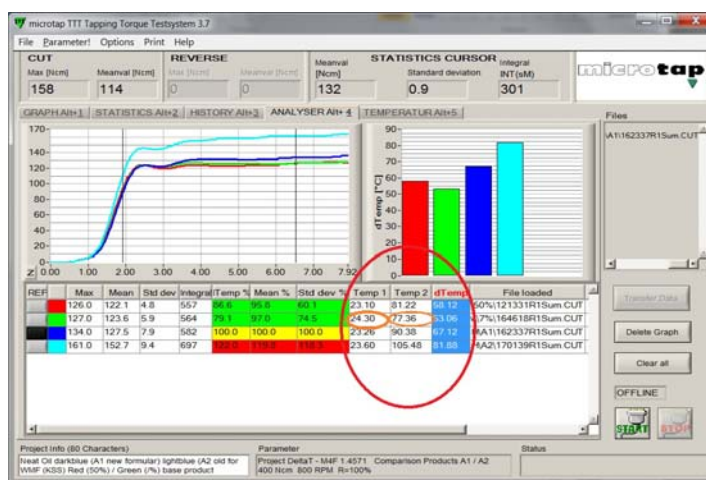 microtap TTT Tapping Torque Testsystem 3.7
File Parameter! Options Print Help
CUT REVERSE STATISTICS CURSOR
Max [Ncm] Meanval [Ncm] Max [Ncm] Meanval [Ncm] Meanval [Ncm] Standard deviation Integral INT(sM)
158 114 0 0 132 0.9 301
microtap
GRAPH Alt+1 STATISTICS Alt+2 HISTORY Alt+3 ANALYSER Alt+4 TEMPERATUR Alt+5
Files
\A1\162337R1Sum.CUT
170-
140-
120-
100-
80-
60-
40-
20-
0-
z 0.00 1.00 2.00 3.00 4.00 5.00 6.00 7.00 7.92
dTemp [°C]
90-
80-
70-
60-
50-
40-
30-
20-
10-
REF Max Mean Std dev Integral Temp % Mean % Std dev % Temp 1 Temp 2 dTemp File loaded
126.0 122.1 4.8 557 86.6 95.8 60.1 23.10 81.22 58.12 50%\121331R1Sum.CUT
127.0 123.6 5.9 564 79.1 97.0 74.5 24.30 77.36 53.06 7%\164618R1Sum.CUT
134.0 127.5 7.9 582 100.0 100.0 100.0 23.26 90.38 67.12 A1\162337R1Sum.CUT
161.0 152.7 9.4 697 23.60 105.48 81.88 A2\170139R1Sum.CUT
Transfer Data
Delete Graph
Clear all
OFFLINE
START STOP
Project Info (80 Characters) Parameter Status
Neat Oil darkblue (A1 new formular) lightblue (A2 old for
WMF (KSS) Red (50%) / Green (/%) base product
Project DeltaT - M4F 1.4571 Comparison Products A1 / A2
400 Ncm 800 RPM R=100%